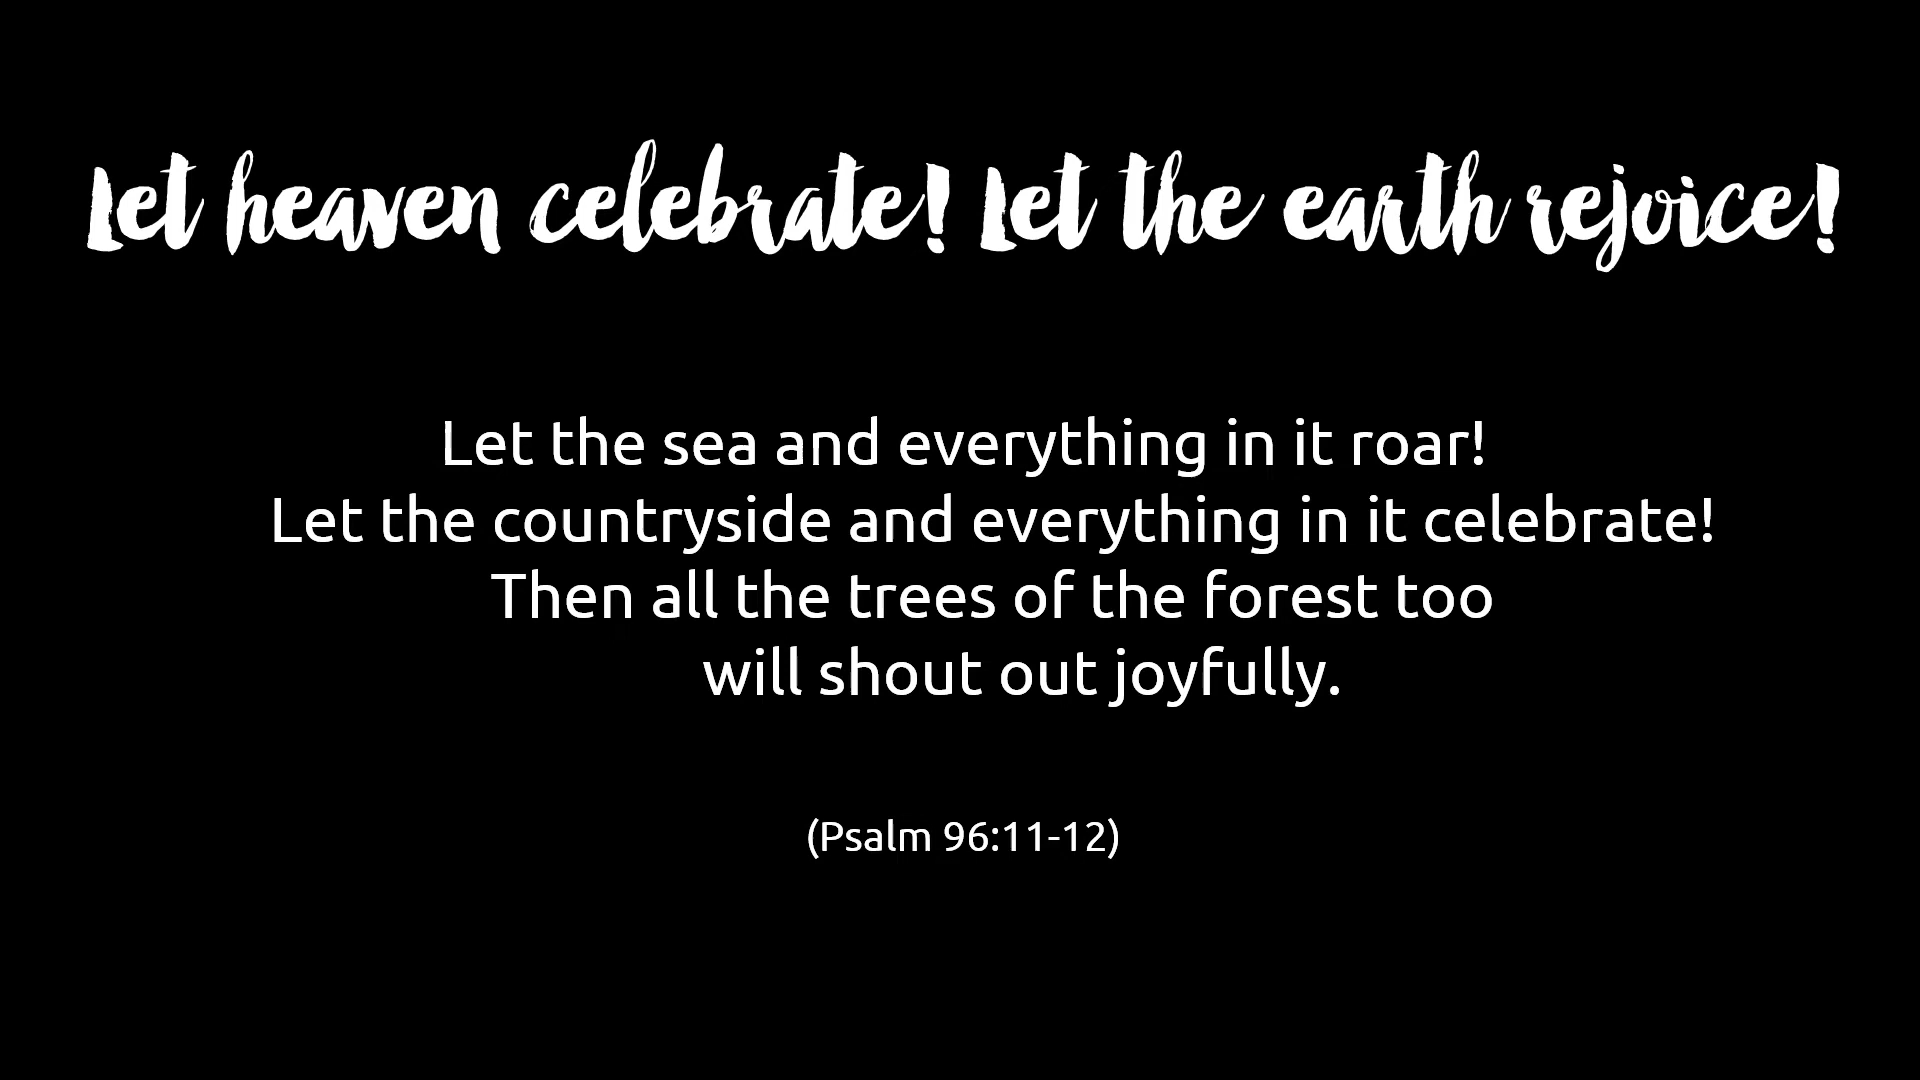 Let heaven celebrate! Let the earth rejoice!
Let the sea and everything in it roar!
Let the countryside and everything in it celebrate!
Then all the trees of the forest too
will shout out joyfully.
(Psalm 96:11-12)